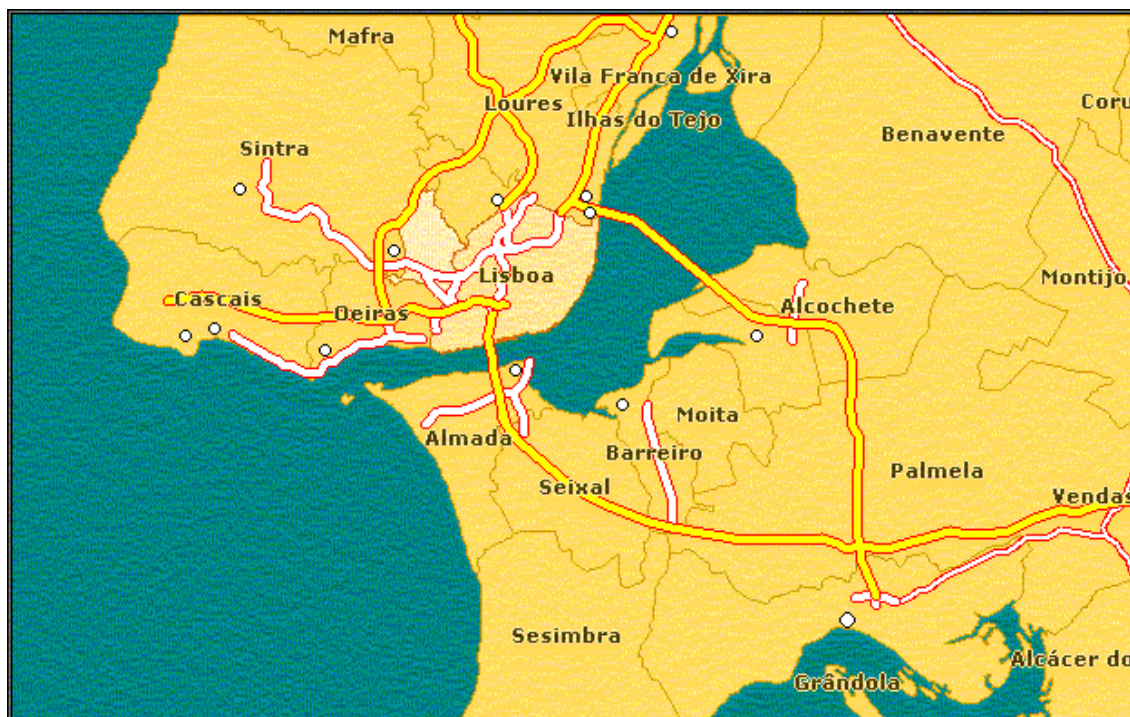 Mafra
Vila Franca de Xira
Loures
Coru
Ilhas do Tejo
Benavente
Sintra
Lisboa
Montijo
Cascais
Alcochete
Oeiras
Moita
Almada
Barreiro
Palmela
Seixal
Vendas
Sesimbra
Alcácer do
Grândola